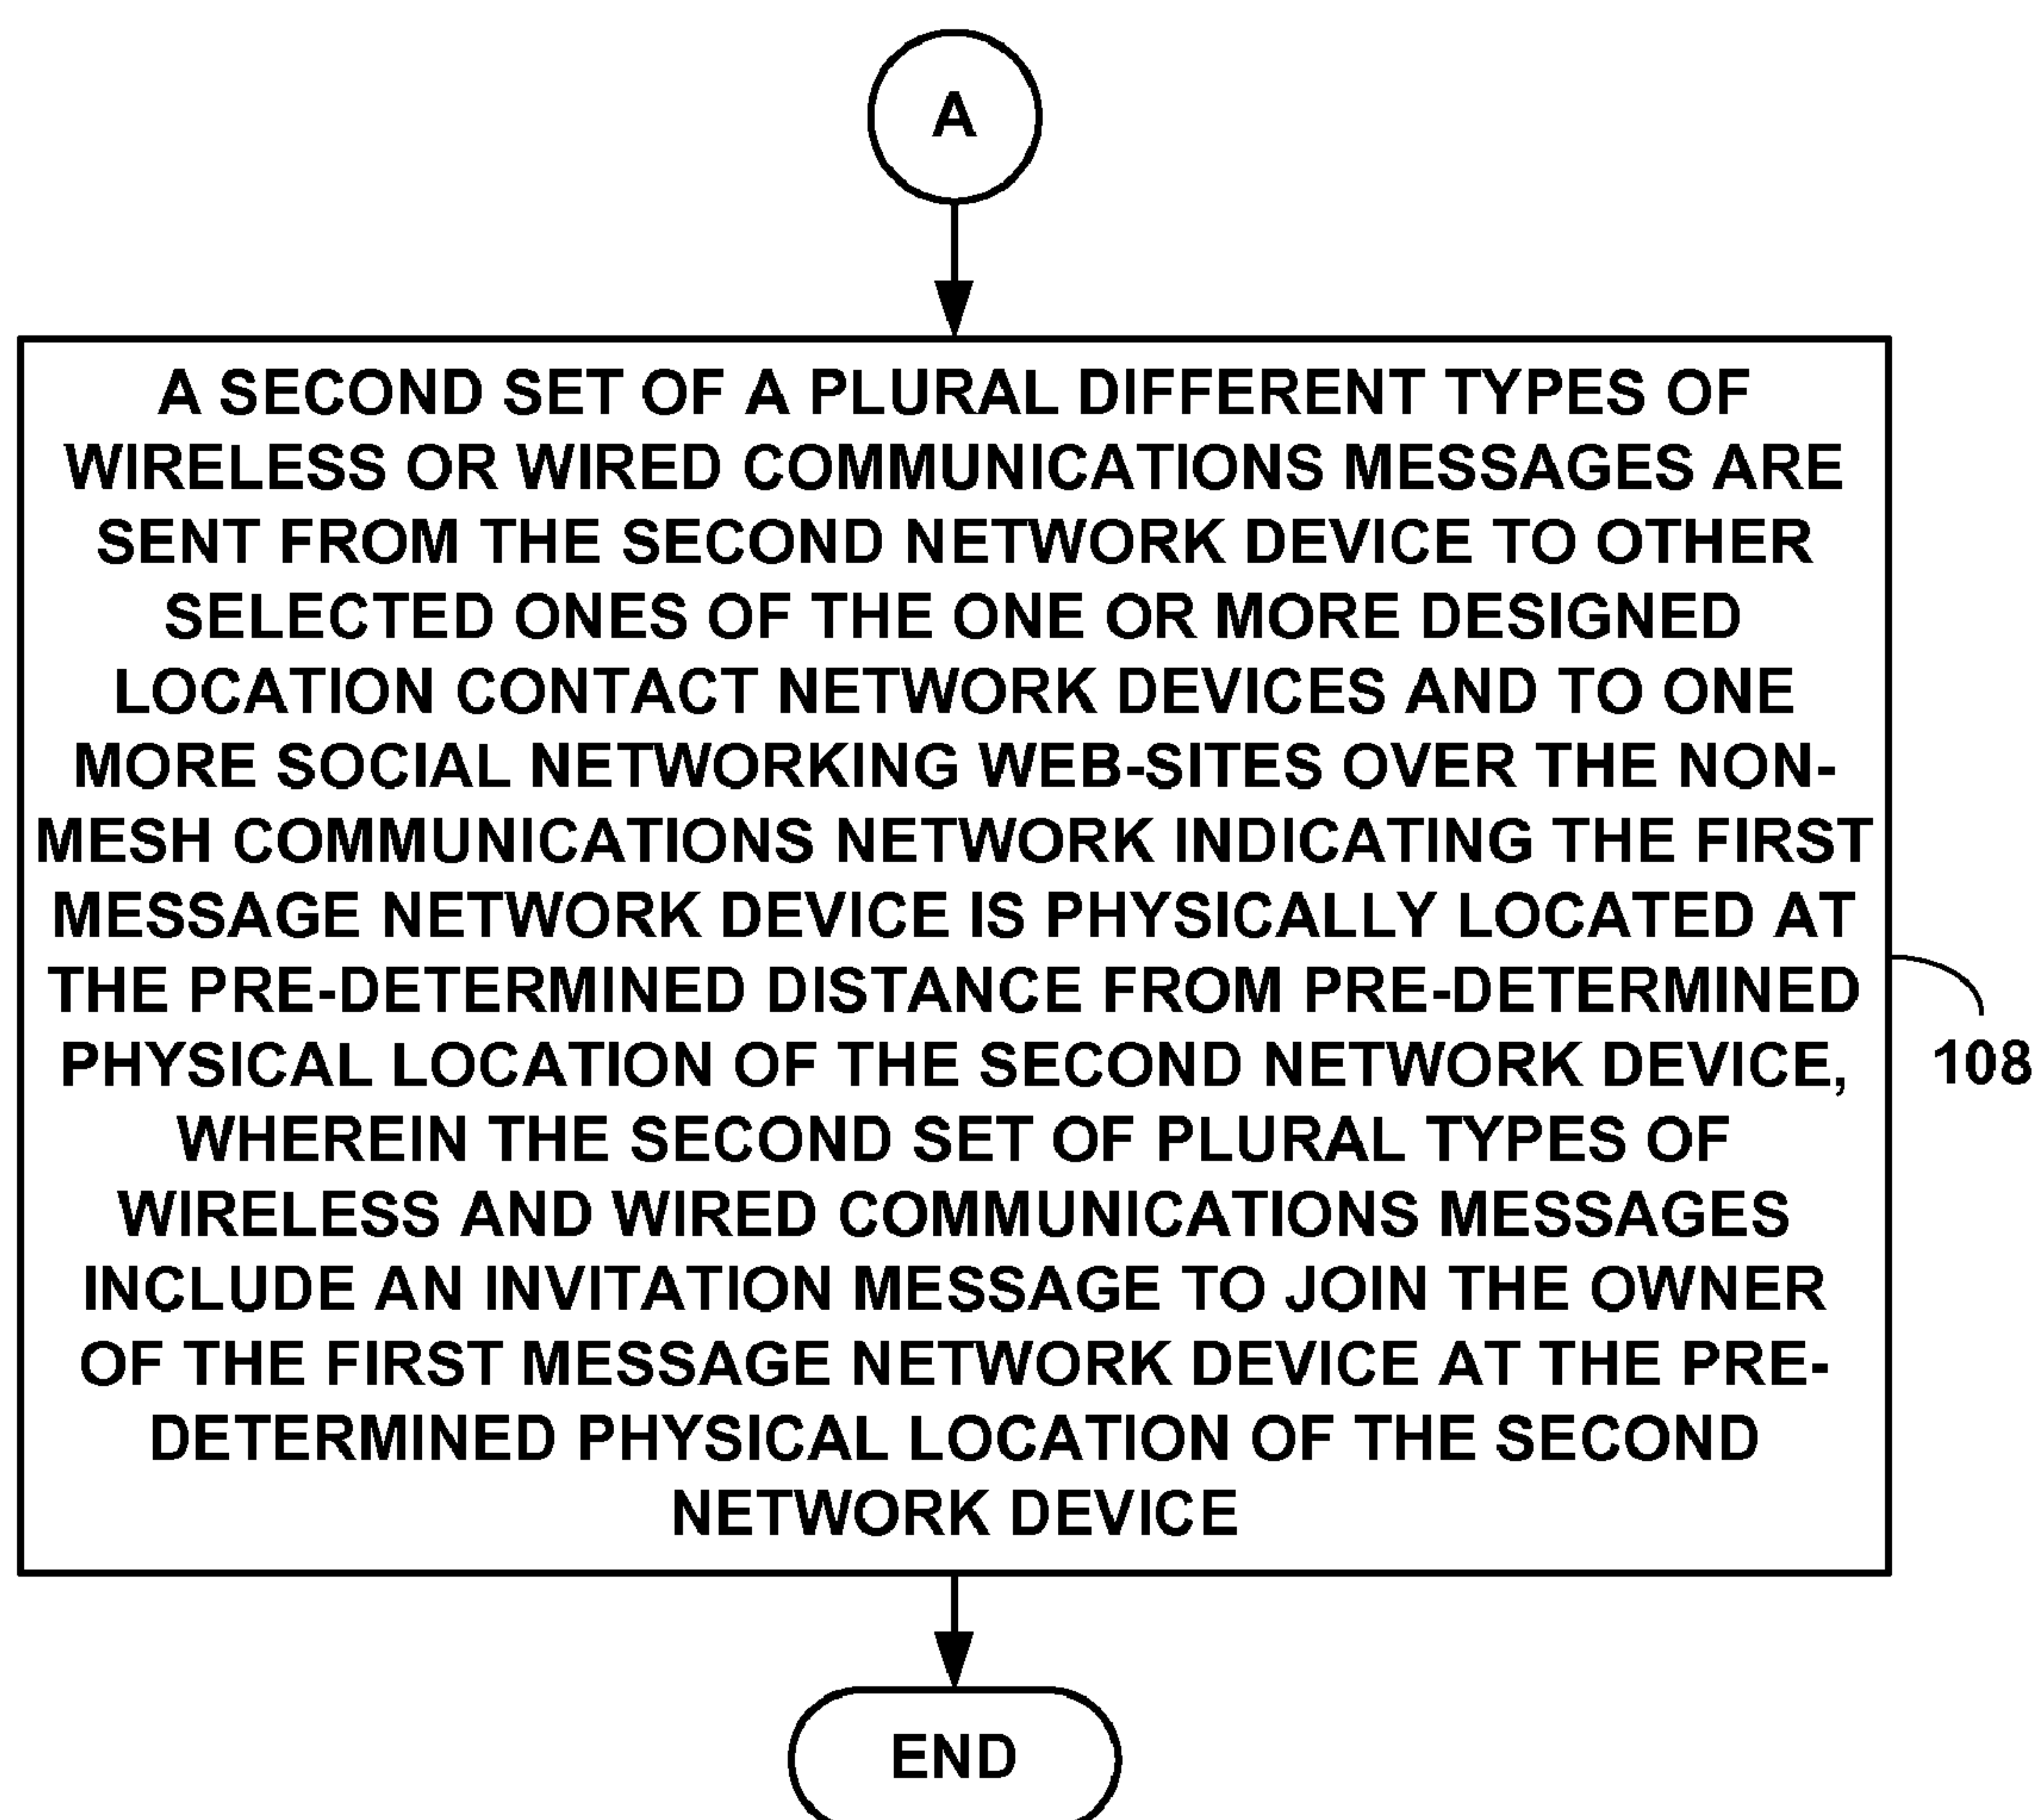 A
A SECOND SET OF A PLURAL DIFFERENT TYPES OF
WIRELESS OR WIRED COMMUNICATIONS MESSAGES ARE
SENT FROM THE SECOND NETWORK DEVICE TO OTHER
SELECTED ONES OF THE ONE OR MORE DESIGNED
LOCATION CONTACT NETWORK DEVICES AND TO ONE
MORE SOCIAL NETWORKING WEB-SITES OVER THE NON-
MESH COMMUNICATIONS NETWORK INDICATING THE FIRST
MESSAGE NETWORK DEVICE IS PHYSICALLY LOCATED AT
THE PRE-DETERMINED DISTANCE FROM PRE-DETERMINED
PHYSICAL LOCATION OF THE SECOND NETWORK DEVICE,
WHEREIN THE SECOND SET OF PLURAL TYPES OF
WIRELESS AND WIRED COMMUNICATIONS MESSAGES
INCLUDE AN INVITATION MESSAGE TO JOIN THE OWNER
OF THE FIRST MESSAGE NETWORK DEVICE AT THE PRE-
DETERMINED PHYSICAL LOCATION OF THE SECOND
NETWORK DEVICE
108
END